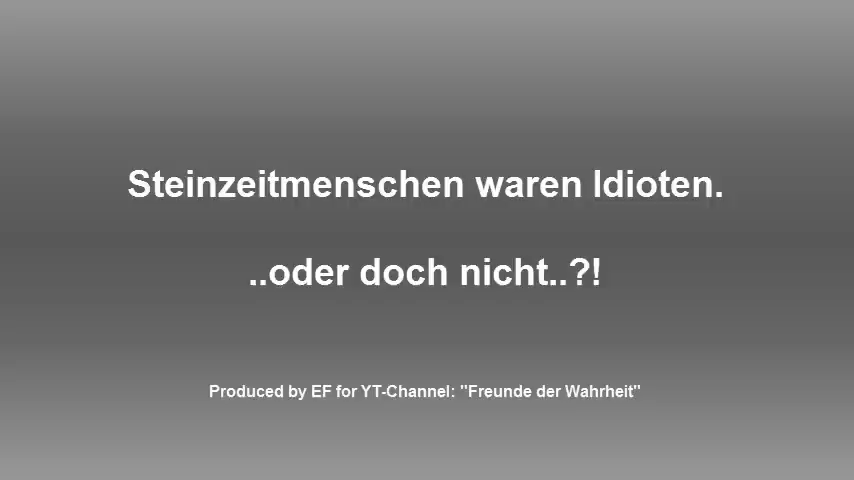 Steinzeitmenschen waren Idioten.
..oder doch nicht..?!
Produced by EF for YT-Channel: "Freunde der Wahrheit"